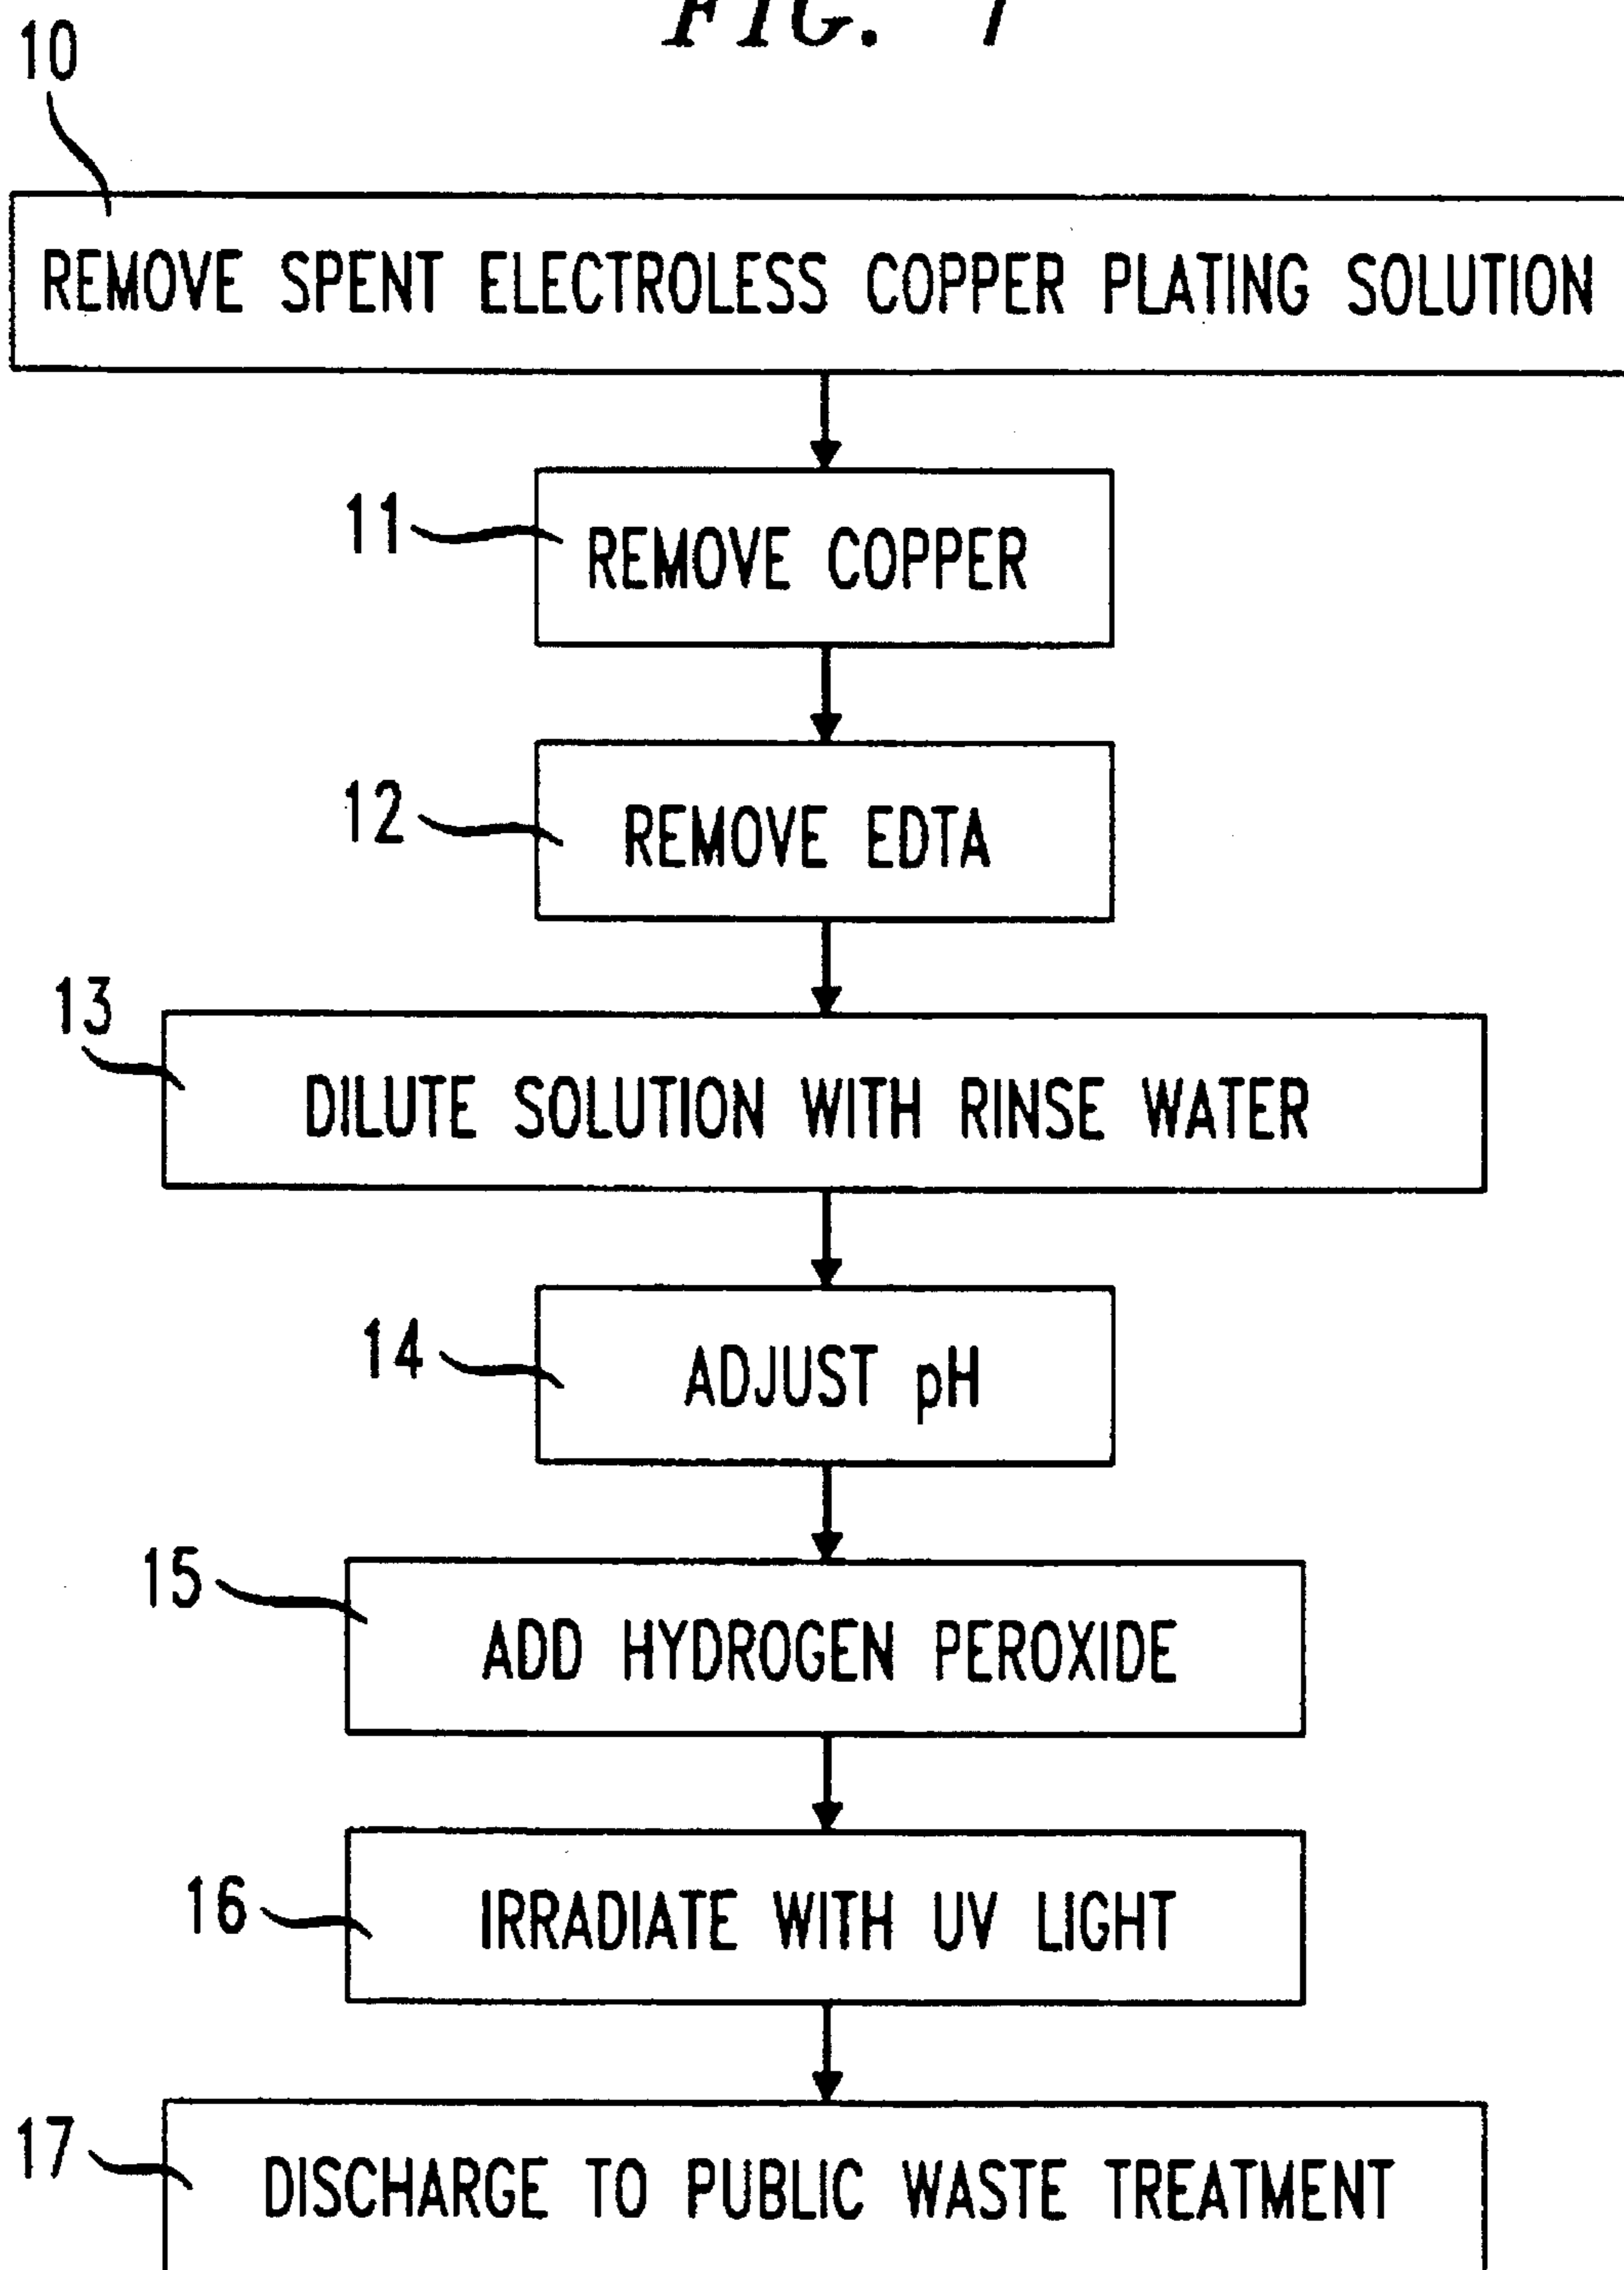 FIG. 1
10
REMOVE SPENT ELECTROLESS COPPER PLATING SOLUTION
11
REMOVE COPPER
12
REMOVE EDTA
13
DILUTE SOLUTION WITH RINSE WATER
14
ADJUST pH
15
ADD HYDROGEN PEROXIDE
16
IRRADIATE WITH UV LIGHT
17
DISCHARGE TO PUBLIC WASTE TREATMENT